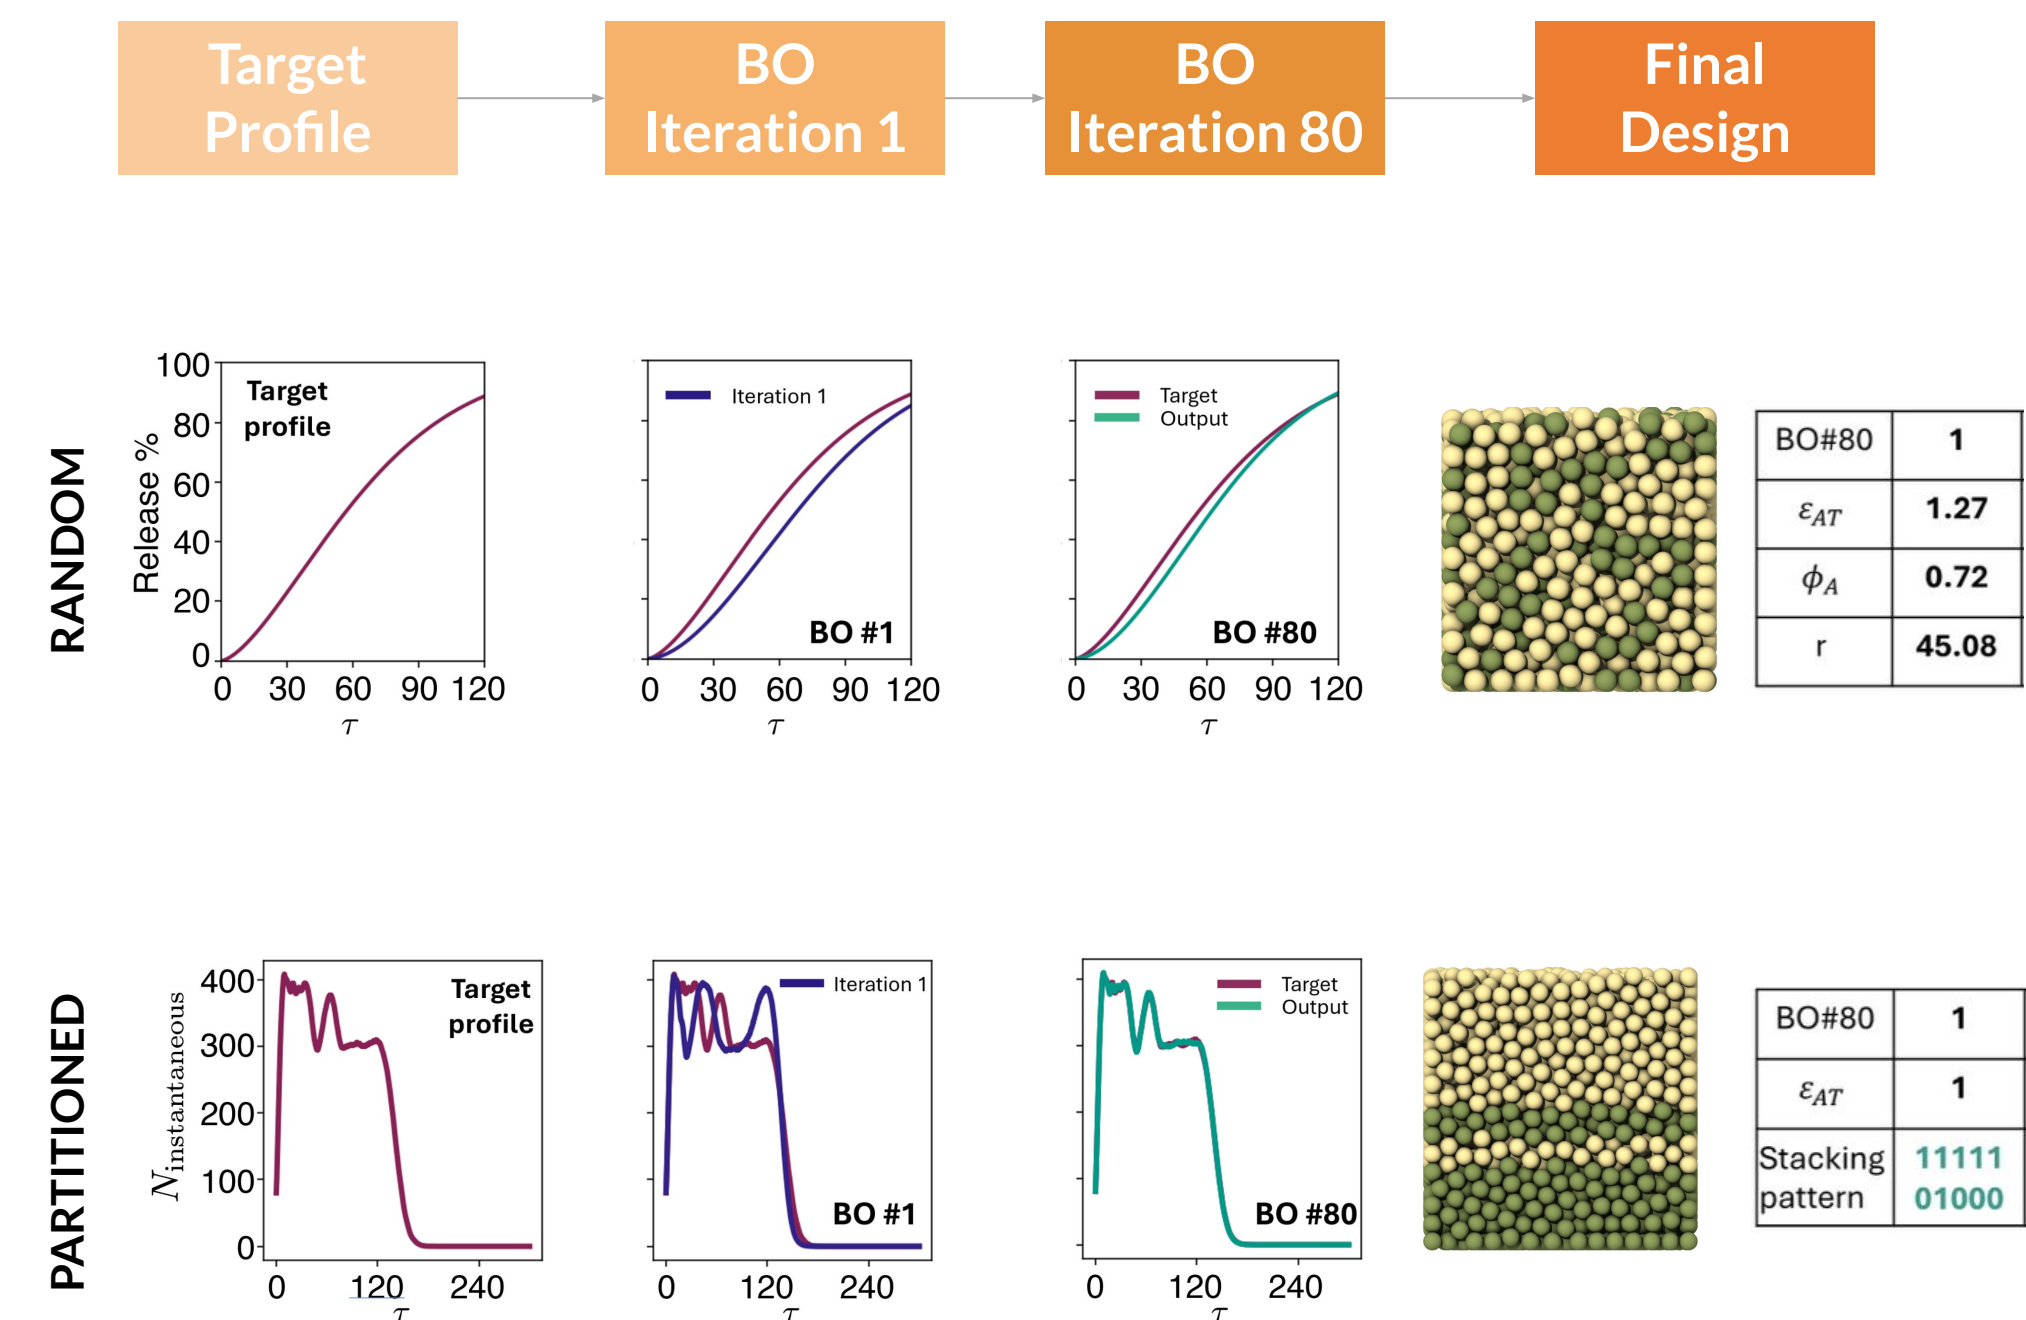 Target
Profile
BO
Iteration 1
BO
Iteration 80
Final
Design
RANDOM
Release %
100
80
60
40
20
0
Target
profile
0 30 60 90 120
τ
Iteration 1
BO #1
0 30 60 90 120
τ
Target
Output
BO #80
0 30 60 90 120
τ
BO#80 1
εAT 1.27
ϕA 0.72
r 45.08
PARTITIONED
Ninstantaneous
400
300
200
100
0
Target
profile
0 120 240
τ
Iteration 1
BO #1
0 120 240
τ
Target
Output
BO #80
0 120 240
τ
BO#80 1
εAT 1
Stacking 11111
pattern 01000